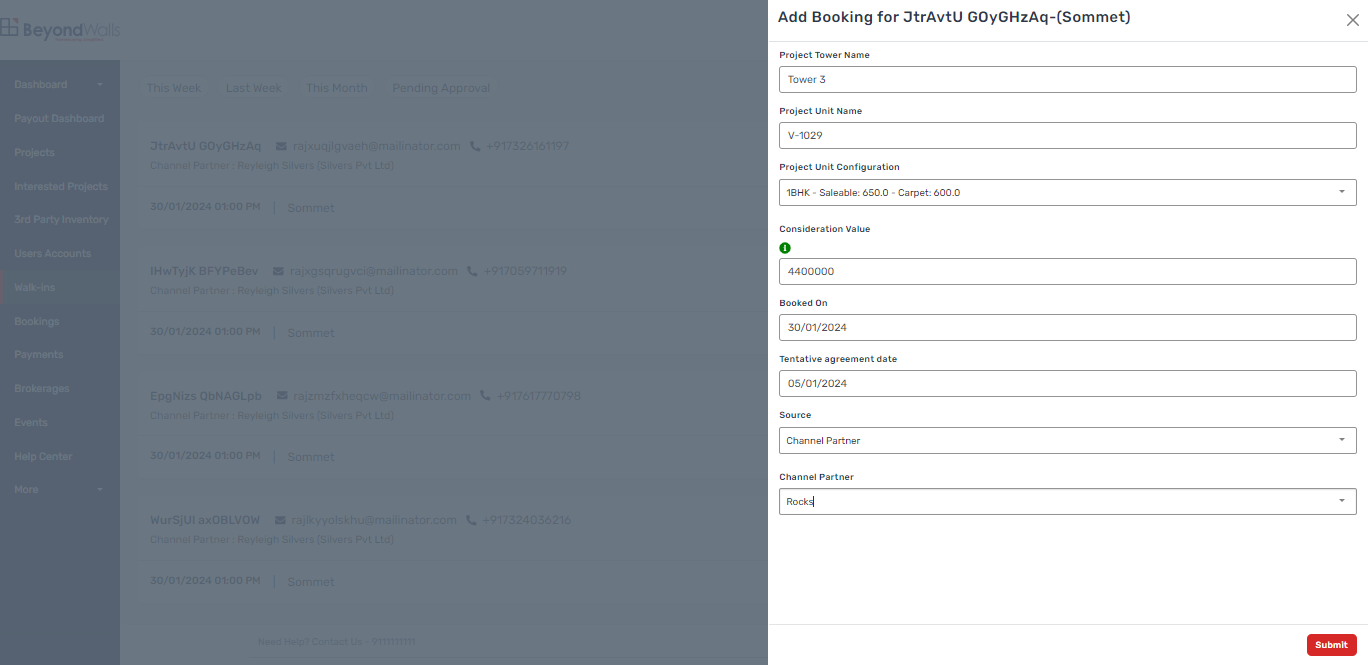 BeyondWalls
Dashboard
Payout Dashboard
Projects
Interested Projects
3rd Party Inventory
Users Accounts
Walk-Ins
Bookings
Payments
Brokerages
Events
Help Center
More
This Week Last Week This Month Pending Approval
JtrAvtU GOyGHzAq rajxuqjlgvaeh@mailinator.com +917326161197
Channel Partner : Reyleigh Silvers (Silvers Pvt Ltd)
30/01/2024 01:00 PM | Sommet
IHwTyjK BFYPeBev rajxgsqrugvci@mailinator.com +917059711919
Channel Partner : Reyleigh Silvers (Silvers Pvt Ltd)
30/01/2024 01:00 PM | Sommet
EpgNizs QbNAOLpb rajzmzfxheqcw@mailinator.com +917617770798
Channel Partner : Reyleigh Silvers (Silvers Pvt Ltd)
30/01/2024 01:00 PM | Sommet
WurSjUI axOBLVOW rajlkyyolskhu@mailinator.com +917324036216
Channel Partner : Reyleigh Silvers (Silvers Pvt Ltd)
30/01/2024 01:00 PM | Sommet
Need Help? Contact Us - 9111111111
Add Booking for JtrAvtU GOyGHzAq-(Sommet)
Project Tower Name
Tower 3
Project Unit Name
V-1029
Project Unit Configuration
1BHK - Saleable: 650.0 - Carpet: 600.0
Consideration Value
4400000
Booked On
30/01/2024
Tentative agreement date
05/01/2024
Source
Channel Partner
Channel Partner
Rocks
Submit